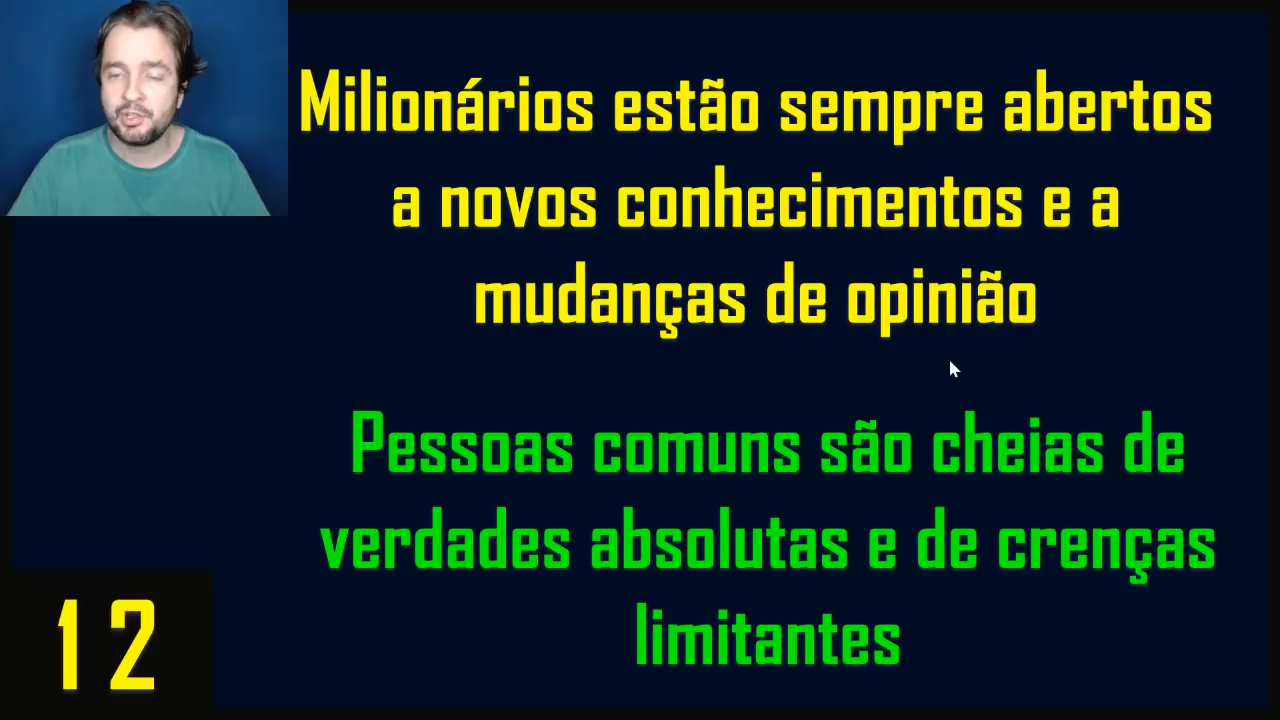 Milionários estão sempre abertos
a novos conhecimentos e a
mudanças de opinião
Pessoas comuns são cheias de
verdades absolutas e de crenças
limitantes
12